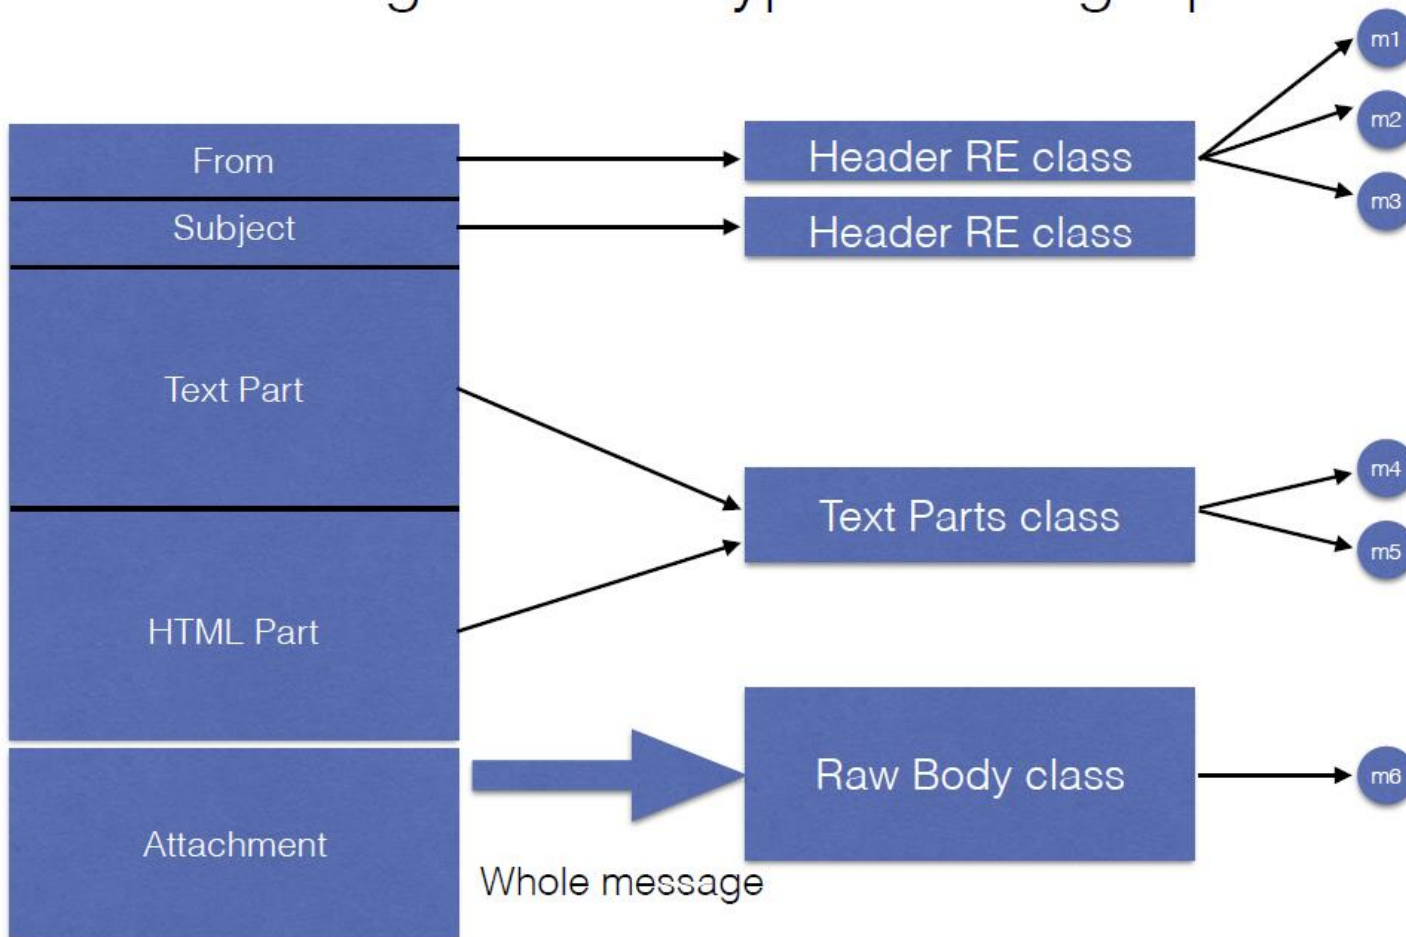 From
Header RE class
m1
m2
m3
Subject
Header RE class
Text Part
Text Parts class
m4
m5
HTML Part
Raw Body class
m6
Attachment
Whole message